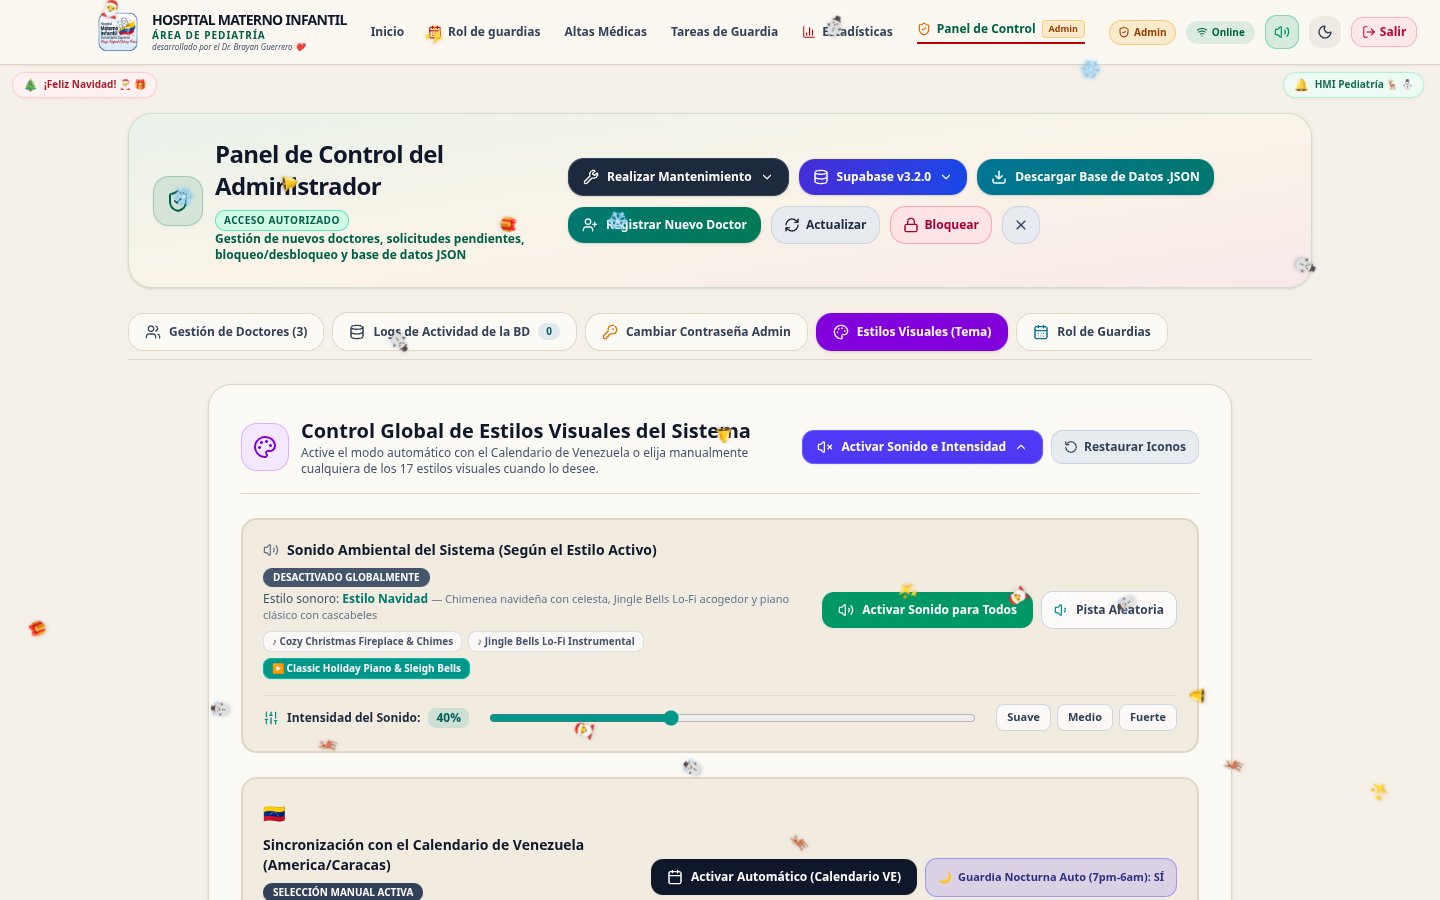 HOSPITAL MATERNO INFANTIL
ÁREA DE PEDIATRÍA
desarrollado por el Dr. Brayan Guerrero
Inicio
Rol de guardias
Altas Médicas
Tareas de Guardia
Estadísticas
Panel de Control Admin
Admin
Online
Salir
¡Feliz Navidad!
HMI Pediatría
Panel de Control del
Administrador
ACCESO AUTORIZADO
Gestión de nuevos doctores, solicitudes pendientes,
bloqueo/desbloqueo y base de datos JSON
Realizar Mantenimiento
Supabase v3.2.0
Descargar Base de Datos .JSON
Registrar Nuevo Doctor
Actualizar
Bloquear
Gestión de Doctores (3)
Logs de Actividad de la BD 0
Cambiar Contraseña Admin
Estilos Visuales (Tema)
Rol de Guardias
Control Global de Estilos Visuales del Sistema
Active el modo automático con el Calendario de Venezuela o elija manualmente
cualquiera de los 17 estilos visuales cuando lo desee.
Activar Sonido e Intensidad
Restaurar Iconos
Sonido Ambiental del Sistema (Según el Estilo Activo)
DESACTIVADO GLOBALMENTE
Estilo sonoro: Estilo Navidad — Chimenea navideña con celesta, Jingle Bells Lo-Fi acogedor y piano
clásico con cascabeles
♪ Cozy Christmas Fireplace & Chimes
♪ Jingle Bells Lo-Fi Instrumental
▶️ Classic Holiday Piano & Sleigh Bells
Activar Sonido para Todos
Pista Aleatoria
Intensidad del Sonido: 40%
Suave
Medio
Fuerte
Sincronización con el Calendario de Venezuela
(America/Caracas)
SELECCIÓN MANUAL ACTIVA
Activar Automático (Calendario VE)
Guardia Nocturna Auto (7pm-6am): SÍ